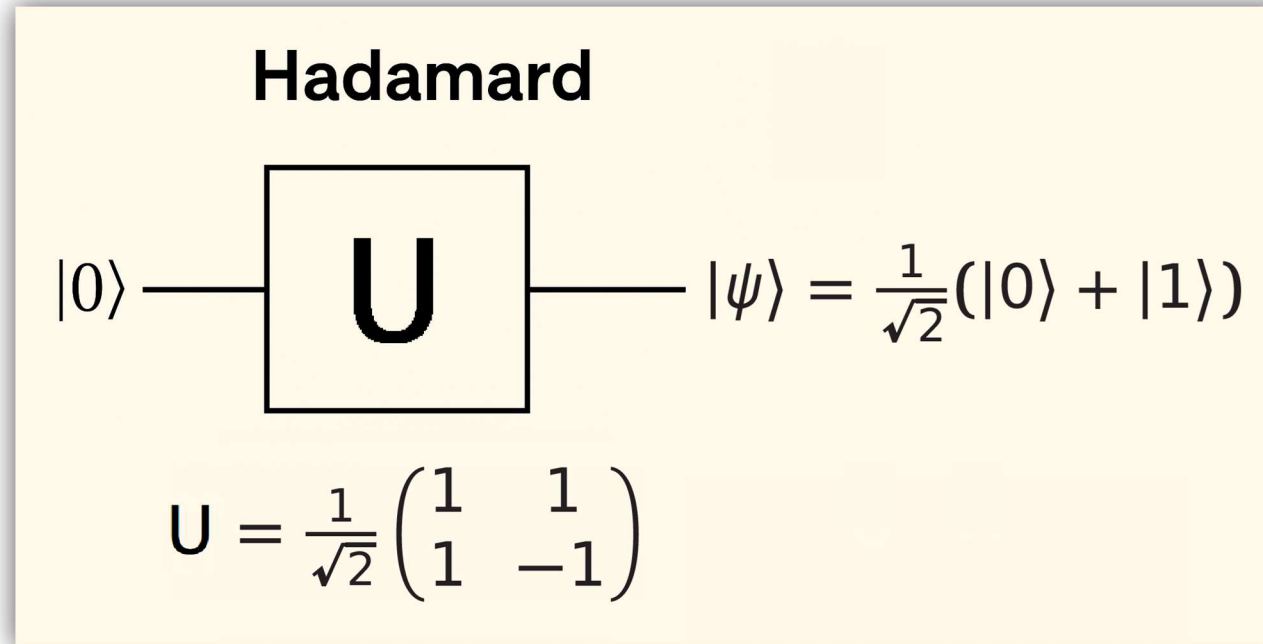 Hadamard
|0⟩ U |ψ⟩ = 1/√2 (|0⟩ + |1⟩)
U = 1/√2 (1 1
1 −1)